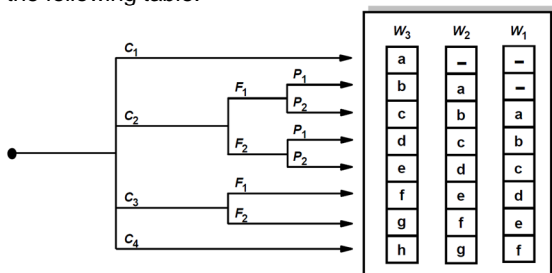 the following table.
W3 W2 W1
C1 a – –
F1 P1 b a –
C2 P2 c b a
F2 P1 d c b
P2 e d c
C3 F1 f e d
F2 g f e
C4 h g f